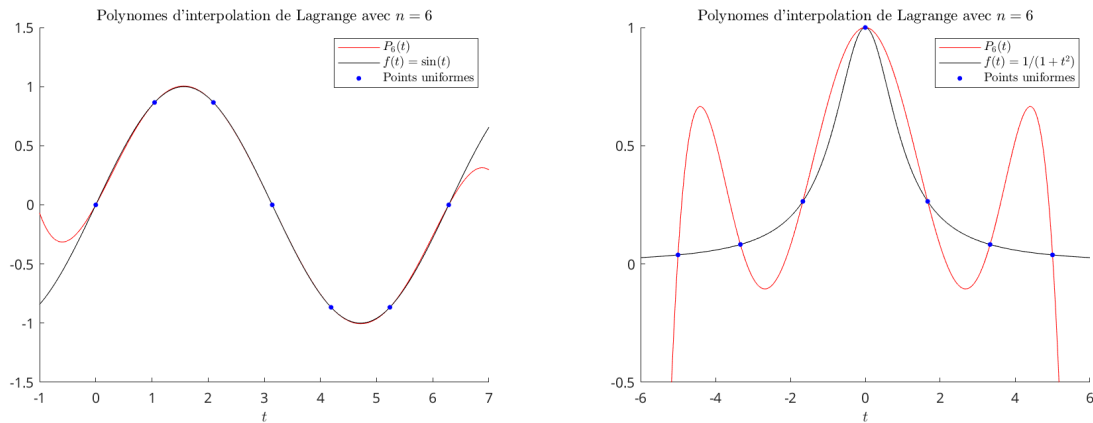 Polynomes d'interpolation de Lagrange avec n = 6
P₆(t)
f(t) = sin(t)
Points uniformes
1.5
1
0.5
0
-0.5
-1
-1.5
-1 0 1 2 3 4 5 6 7
t
Polynomes d'interpolation de Lagrange avec n = 6
P₆(t)
f(t) = 1/(1 + t²)
Points uniformes
1
0.5
0
-0.5
-6 -4 -2 0 2 4 6
t